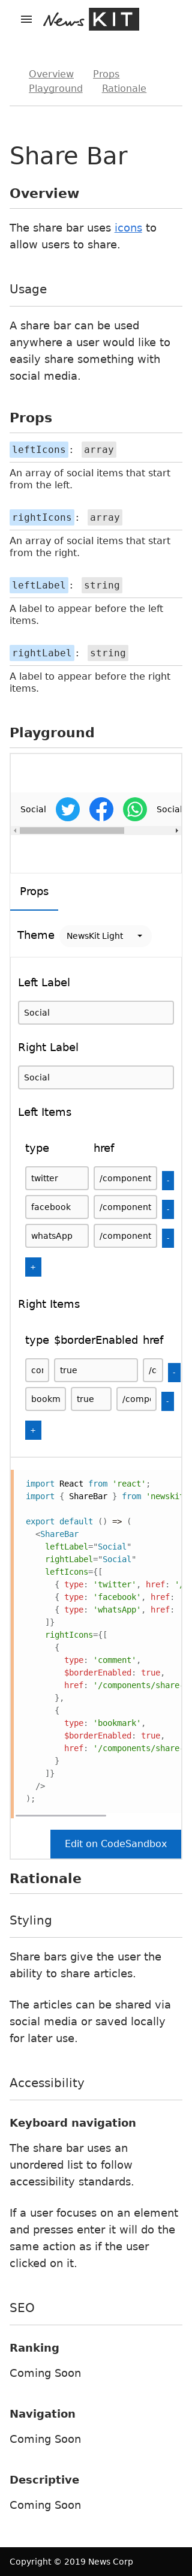 News KIT
Overview Props
Playground Rationale
Share Bar
Overview
The share bar uses icons to
allow users to share.
Usage
A share bar can be used
anywhere a user would like to
easily share something with
social media.
Props
leftIcons: array
An array of social items that start
from the left.
rightIcons: array
An array of social items that start
from the right.
leftLabel: string
A label to appear before the left
items.
rightLabel: string
A label to appear before the right
items.
Playground
Social Social
Props
Theme NewsKit Light
Left Label
Social
Right Label
Social
Left Items
type href
twitter /component -
facebook /component -
whatsApp /component -
+
Right Items
type $borderEnabled href
con true /c -
bookm true /compo -
+
import React from 'react';
import { ShareBar } from 'newskit
export default () => (
<ShareBar
leftLabel="Social"
rightLabel="Social"
leftIcons={[
{ type: 'twitter', href: '/
{ type: 'facebook', href:
{ type: 'whatsApp', href:
]}
rightIcons={[
{
type: 'comment',
$borderEnabled: true,
href: '/components/share
},
{
type: 'bookmark',
$borderEnabled: true,
href: '/components/share
}
]}
/>
);
Edit on CodeSandbox
Rationale
Styling
Share bars give the user the
ability to share articles.
The articles can be shared via
social media or saved locally
for later use.
Accessibility
Keyboard navigation
The share bar uses an
unordered list to follow
accessibility standards.
If a user focuses on an element
and presses enter it will do the
same action as if the user
clicked on it.
SEO
Ranking
Coming Soon
Navigation
Coming Soon
Descriptive
Coming Soon
Copyright © 2019 News Corp